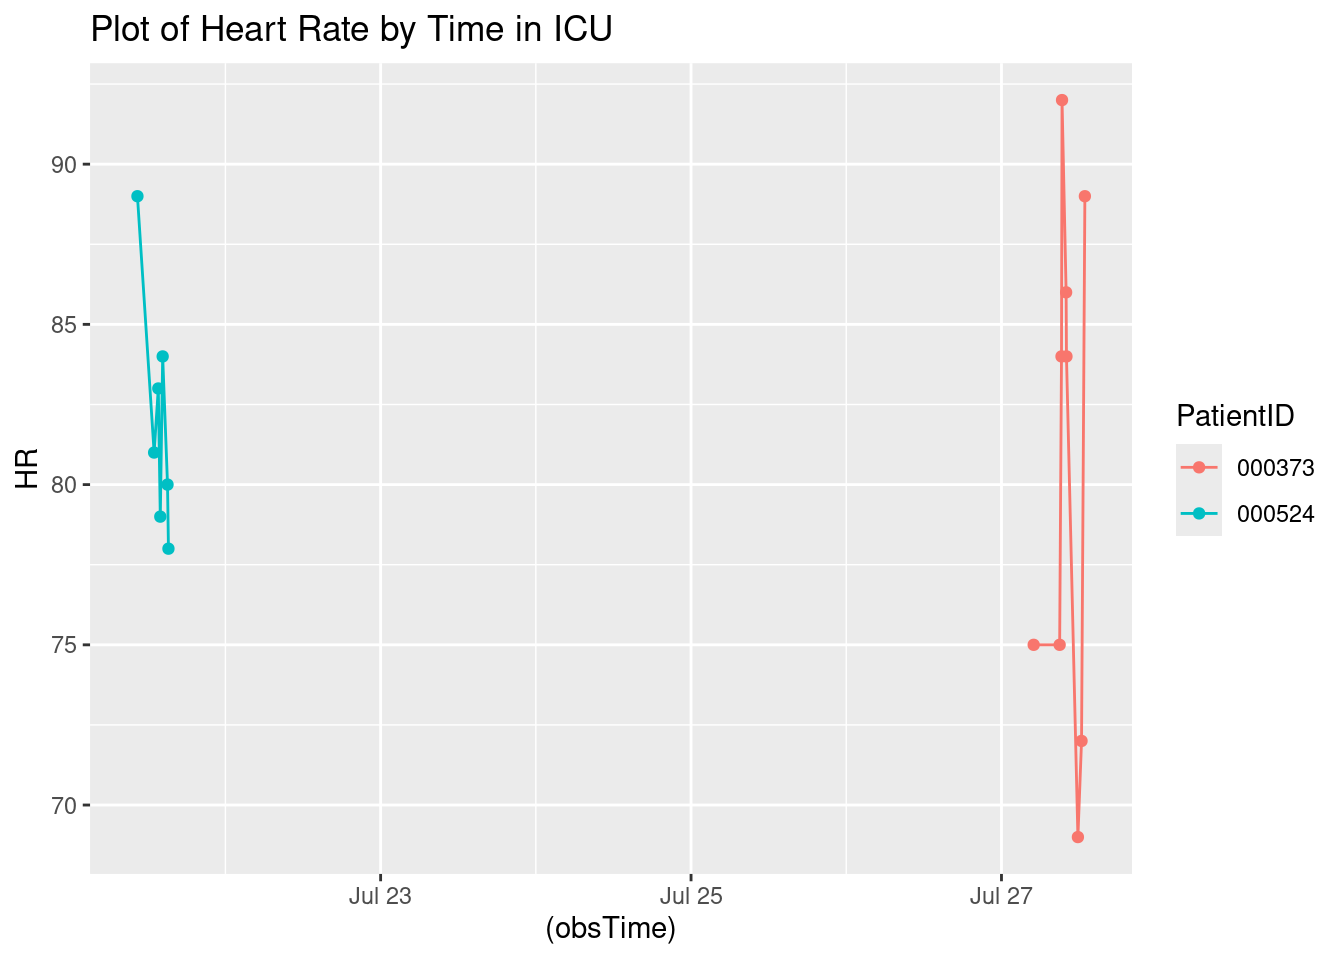 Plot of Heart Rate by Time in ICU
HR
90
85
80
75
70
Jul 23
Jul 25
Jul 27
(obsTime)
PatientID
000373
000524